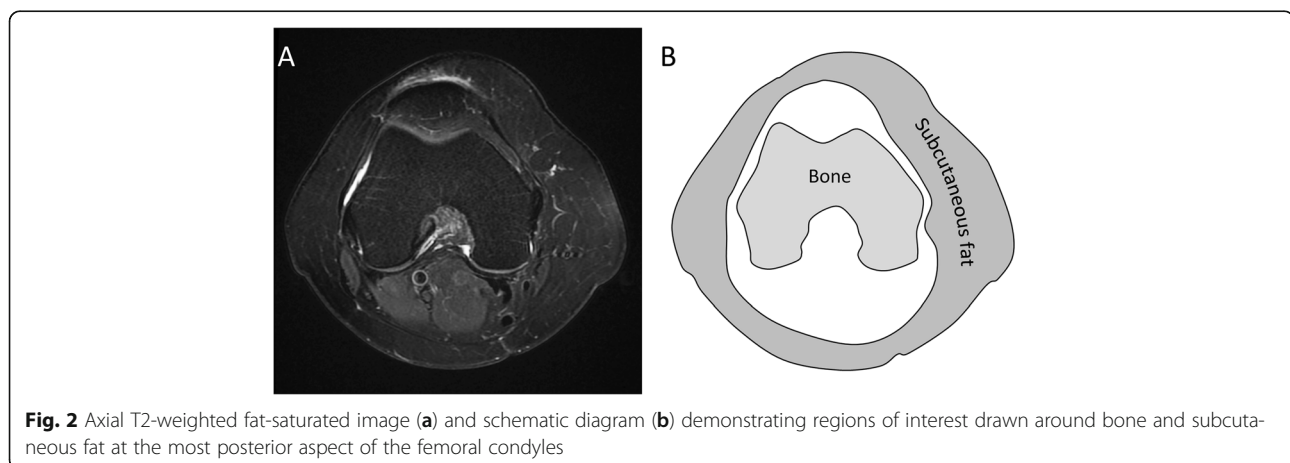 A
B
Subcutaneous fat
Bone
Fig. 2 Axial T2-weighted fat-saturated image (a) and schematic diagram (b) demonstrating regions of interest drawn around bone and subcuta-
neous fat at the most posterior aspect of the femoral condyles